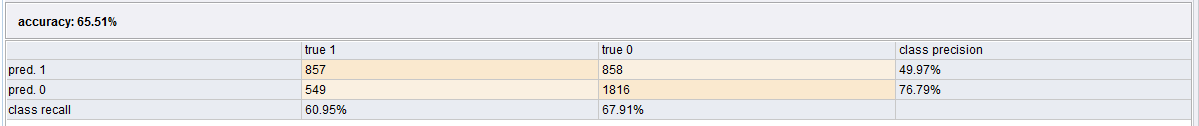 accuracy: 65.51%
true 1 true 0 class precision
pred. 1 857 858 49.97%
pred. 0 549 1816 76.79%
class recall 60.95% 67.91%